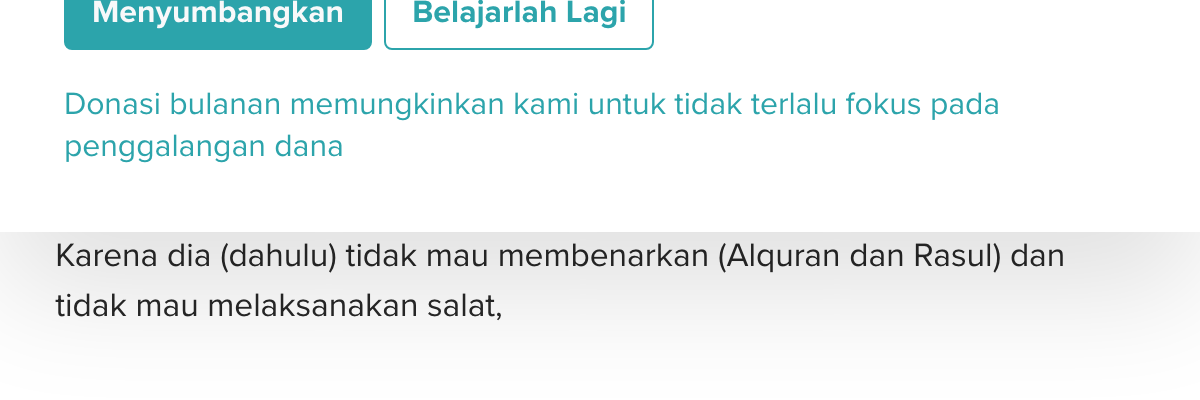 Menyumbangkan
Belajarlah Lagi
Donasi bulanan memungkinkan kami untuk tidak terlalu fokus pada
penggalangan dana
Karena dia (dahulu) tidak mau membenarkan (Alquran dan Rasul) dan
tidak mau melaksanakan salat,